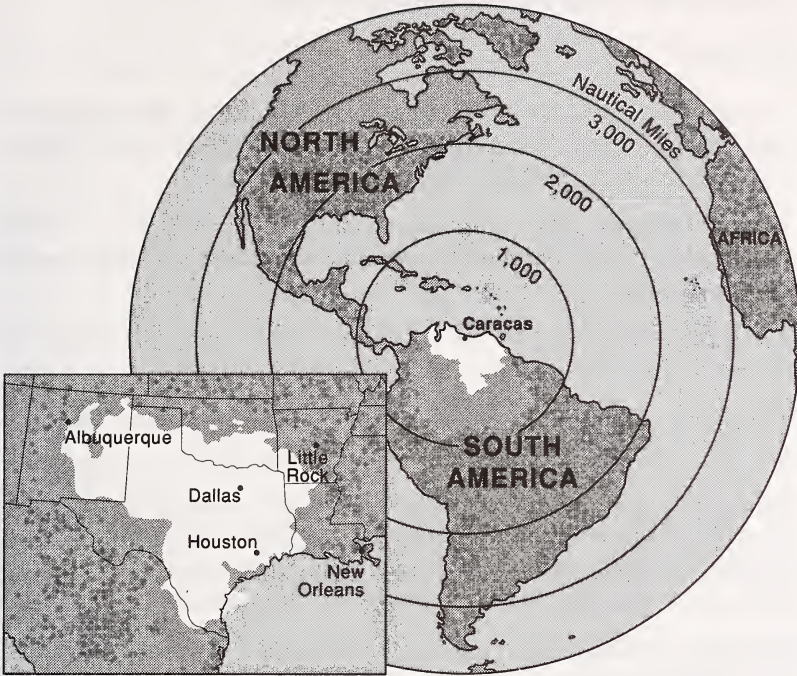 Nautical Miles
3,000
2,000
1,000
NORTH
AMERICA
AFRICA
Caracas
SOUTH
AMERICA
Albuquerque
Little
Rock
Dallas
Houston
New
Orleans